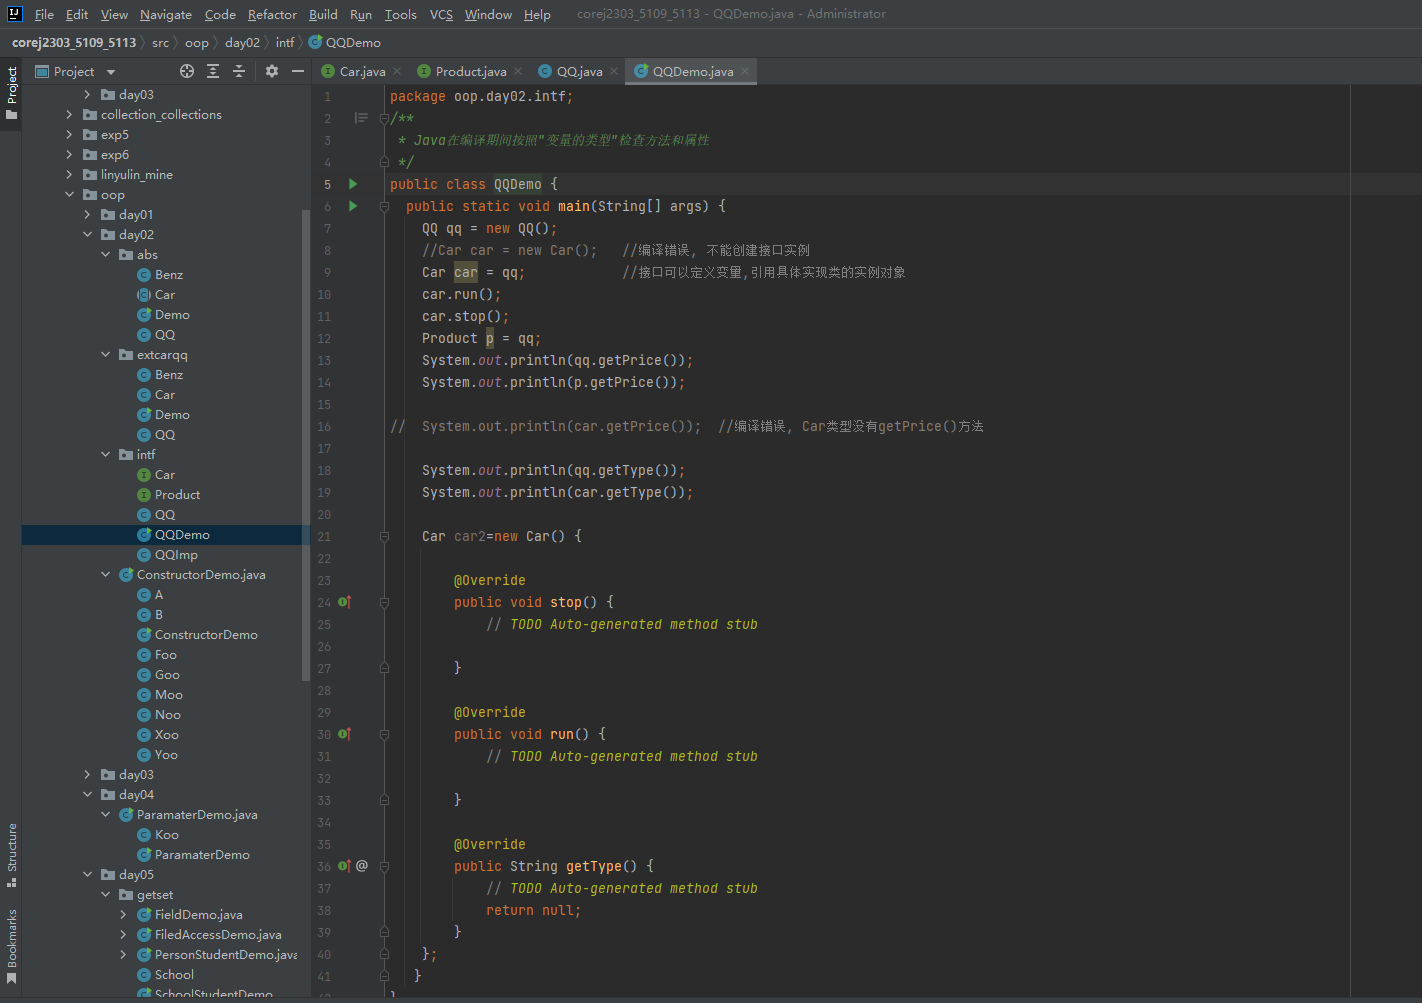 File Edit View Navigate Code Refactor Build Run Tools VCS Window Help corej2303_5109_5113 - QQDemo.java - Administrator
corej2303_5109_5113 src oop day02 intf QQDemo
Project
Structure
Bookmarks
Project
day03
collection_collections
exp5
exp6
linyulin_mine
oop
day01
day02
abs
Benz
Car
Demo
QQ
extcarqq
Benz
Car
Demo
QQ
intf
Car
Product
QQ
QQDemo
QQImp
ConstructorDemo.java
A
B
ConstructorDemo
Foo
Goo
Moo
Noo
Xoo
Yoo
day03
day04
ParamaterDemo.java
Koo
ParamaterDemo
day05
getset
FieldDemo.java
FiledAccessDemo.java
PersonStudentDemo.java
School
SchoolStudentDemo
Car.java Product.java QQ.java QQDemo.java
1 package oop.day02.intf;
2 /**
3 * Java在编译期间按照"变量的类型"检查方法和属性
4 */
5 public class QQDemo {
6 public static void main(String[] args) {
7 QQ qq = new QQ();
8 //Car car = new Car(); //编译错误, 不能创建接口实例
9 Car car = qq; //接口可以定义变量,引用具体实现类的实例对象
10 car.run();
11 car.stop();
12 Product p = qq;
13 System.out.println(qq.getPrice());
14 System.out.println(p.getPrice());
15
16 // System.out.println(car.getPrice()); //编译错误, Car类型没有getPrice()方法
17
18 System.out.println(qq.getType());
19 System.out.println(car.getType());
20
21 Car car2=new Car() {
22
23 @Override
24 public void stop() {
25 // TODO Auto-generated method stub
26
27 }
28
29 @Override
30 public void run() {
31 // TODO Auto-generated method stub
32
33 }
34
35 @Override
36 @ public String getType() {
37 // TODO Auto-generated method stub
38 return null;
39 }
40 };
41 }